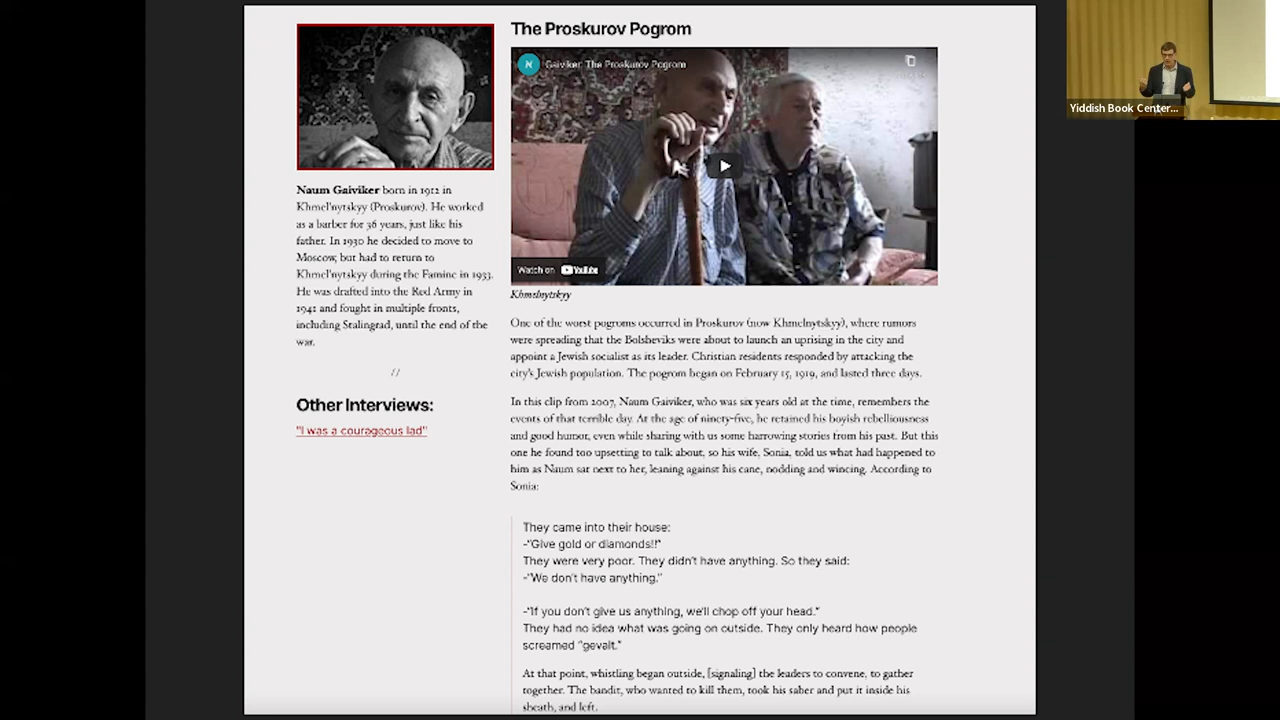 Naum Gaiviker born in 1912 in
Khmel'nytskyy (Proskurov). He worked
as a barber for 36 years, just like his
father. In 1930 he decided to move to
Moscow, but had to return to
Khmel'nytskyy during the Famine in 1933.
He was drafted into the Red Army in
1941 and fought in multiple fronts,
including Stalingrad, until the end of the
war.
//
Other Interviews:
"I was a courageous lad"
The Proskurov Pogrom
Gaiviker: The Proskurov Pogrom
Watch on YouTube
Khmelnytskyy
One of the worst pogroms occurred in Proskurov (now Khmelnytskyy), where rumors
were spreading that the Bolsheviks were about to launch an uprising in the city and
appoint a Jewish socialist as its leader. Christian residents responded by attacking the
city's Jewish population. The pogrom began on February 15, 1919, and lasted three days.
In this clip from 2007, Naum Gaiviker, who was six years old at the time, remembers the
events of that terrible day. At the age of ninety-five, he retained his boyish rebelliousness
and good humor, even while sharing with us some harrowing stories from his past. But this
one he found too upsetting to talk about, so his wife, Sonia, told us what had happened to
him as Naum sat next to her, leaning against his cane, nodding and wincing. According to
Sonia:
They came into their house:
-"Give gold or diamonds!!"
They were very poor. They didn't have anything. So they said:
-"We don't have anything."
-"If you don't give us anything, we'll chop off your head."
They had no idea what was going on outside. They only heard how people
screamed "gevalt."
At that point, whistling began outside, [signaling] the leaders to convene, to gather
together. The bandit, who wanted to kill them, took his saber and put it inside his
sheath, and left.
Yiddish Book Center...